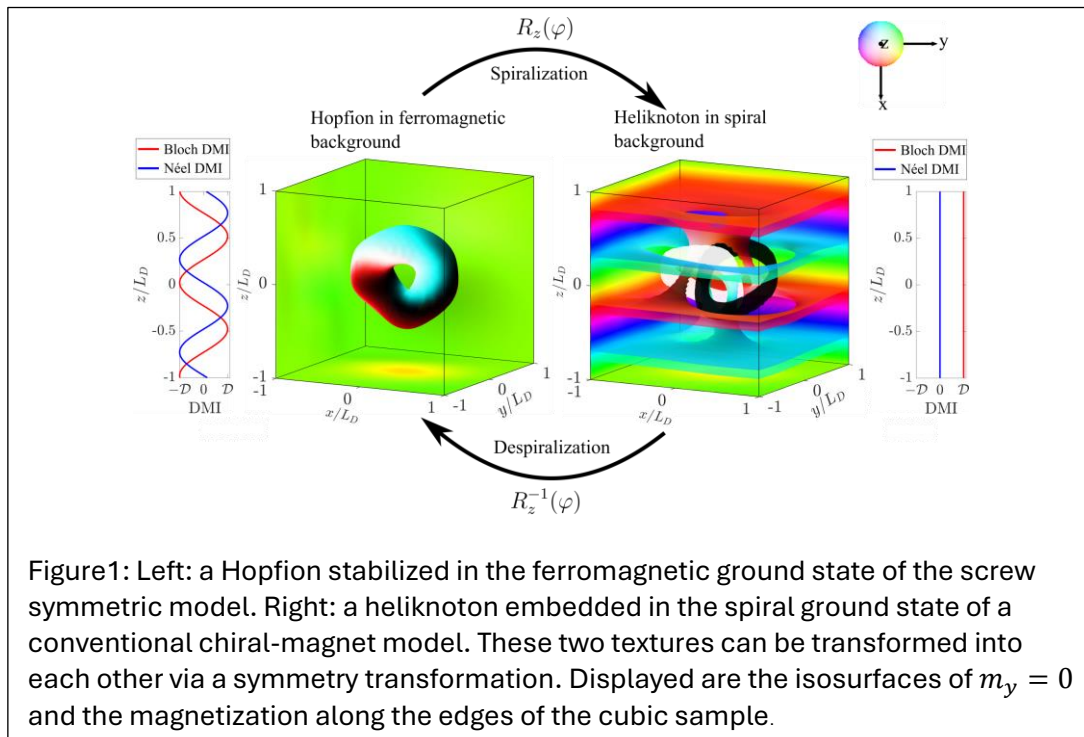 R_z(φ)
Spiralization
z
y
x
Hopfion in ferromagnetic
background
Heliknoton in spiral
background
Bloch DMI
Néel DMI
Bloch DMI
Néel DMI
1
0.5
0
-0.5
-1
z/L_D
-𝒟 0 𝒟
DMI
1
0
-1
z/L_D
0
1
x/L_D
-1
0
1
y/L_D
1
0.5
0
-0.5
-1
z/L_D
-1
0
1
x/L_D
-1
0
1
y/L_D
1
0.5
0
-0.5
-1
z/L_D
-𝒟 0 𝒟
DMI
Despiralization
R_z^{-1}(φ)
Figure1: Left: a Hopfion stabilized in the ferromagnetic ground state of the screw
symmetric model. Right: a heliknoton embedded in the spiral ground state of a
conventional chiral-magnet model. These two textures can be transformed into
each other via a symmetry transformation. Displayed are the isosurfaces of m_y = 0
and the magnetization along the edges of the cubic sample.